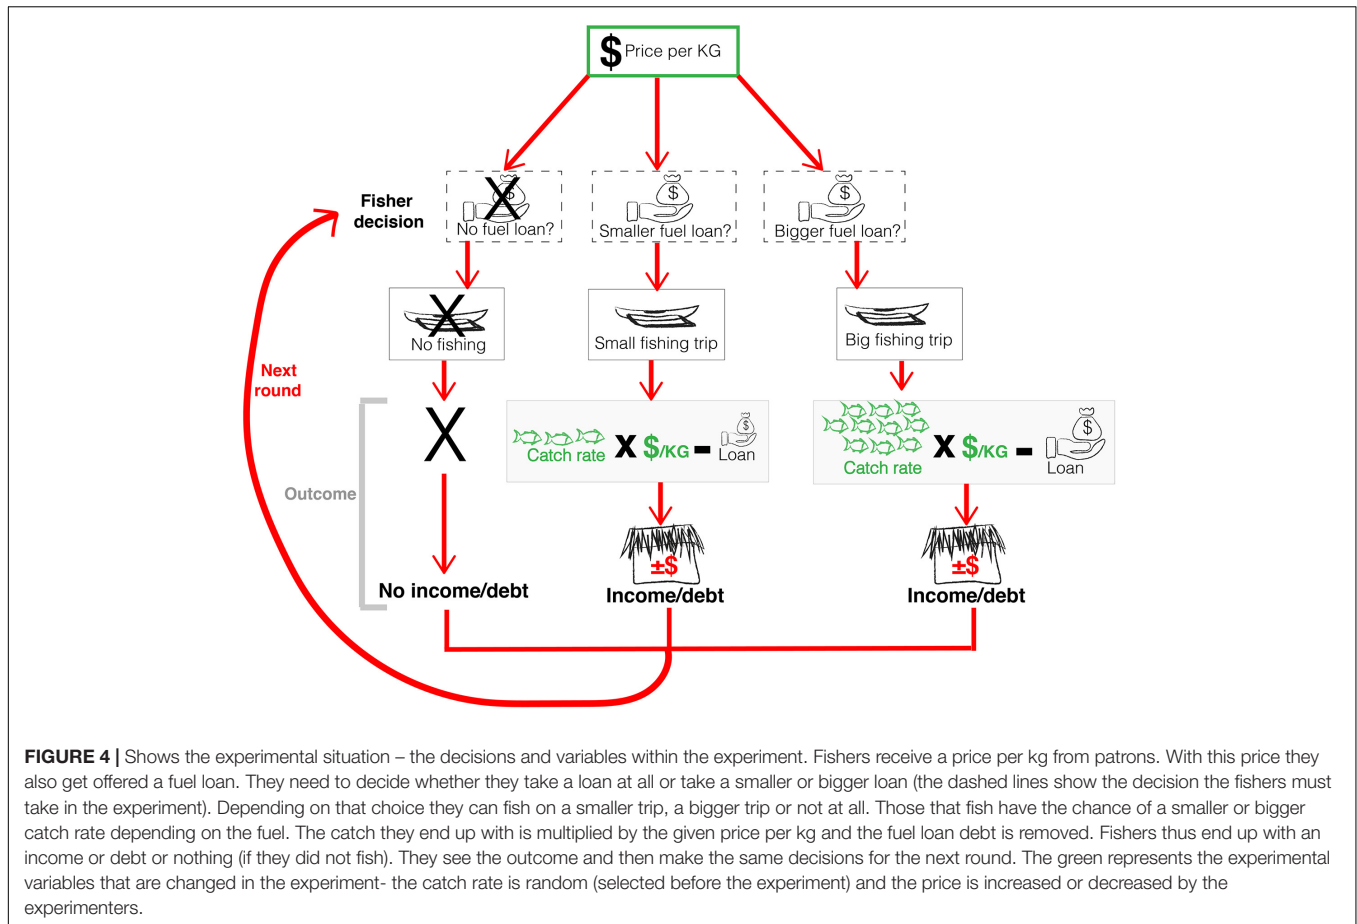 $ Price per KG
Fisher
decision
$
No fuel loan?
$
Smaller fuel loan?
$
Bigger fuel loan?
No fishing
Small fishing trip
Big fishing trip
Next
round
Outcome
X
Catch rate X $/KG - $ Loan
Catch rate X $/KG - $ Loan
±$
±$
No income/debt
Income/debt
Income/debt
FIGURE 4 | Shows the experimental situation – the decisions and variables within the experiment. Fishers receive a price per kg from patrons. With this price they
also get offered a fuel loan. They need to decide whether they take a loan at all or take a smaller or bigger loan (the dashed lines show the decision the fishers must
take in the experiment). Depending on that choice they can fish on a smaller trip, a bigger trip or not at all. Those that fish have the chance of a smaller or bigger
catch rate depending on the fuel. The catch they end up with is multiplied by the given price per kg and the fuel loan debt is removed. Fishers thus end up with an
income or debt or nothing (if they did not fish). They see the outcome and then make the same decisions for the next round. The green represents the experimental
variables that are changed in the experiment- the catch rate is random (selected before the experiment) and the price is increased or decreased by the
experimenters.